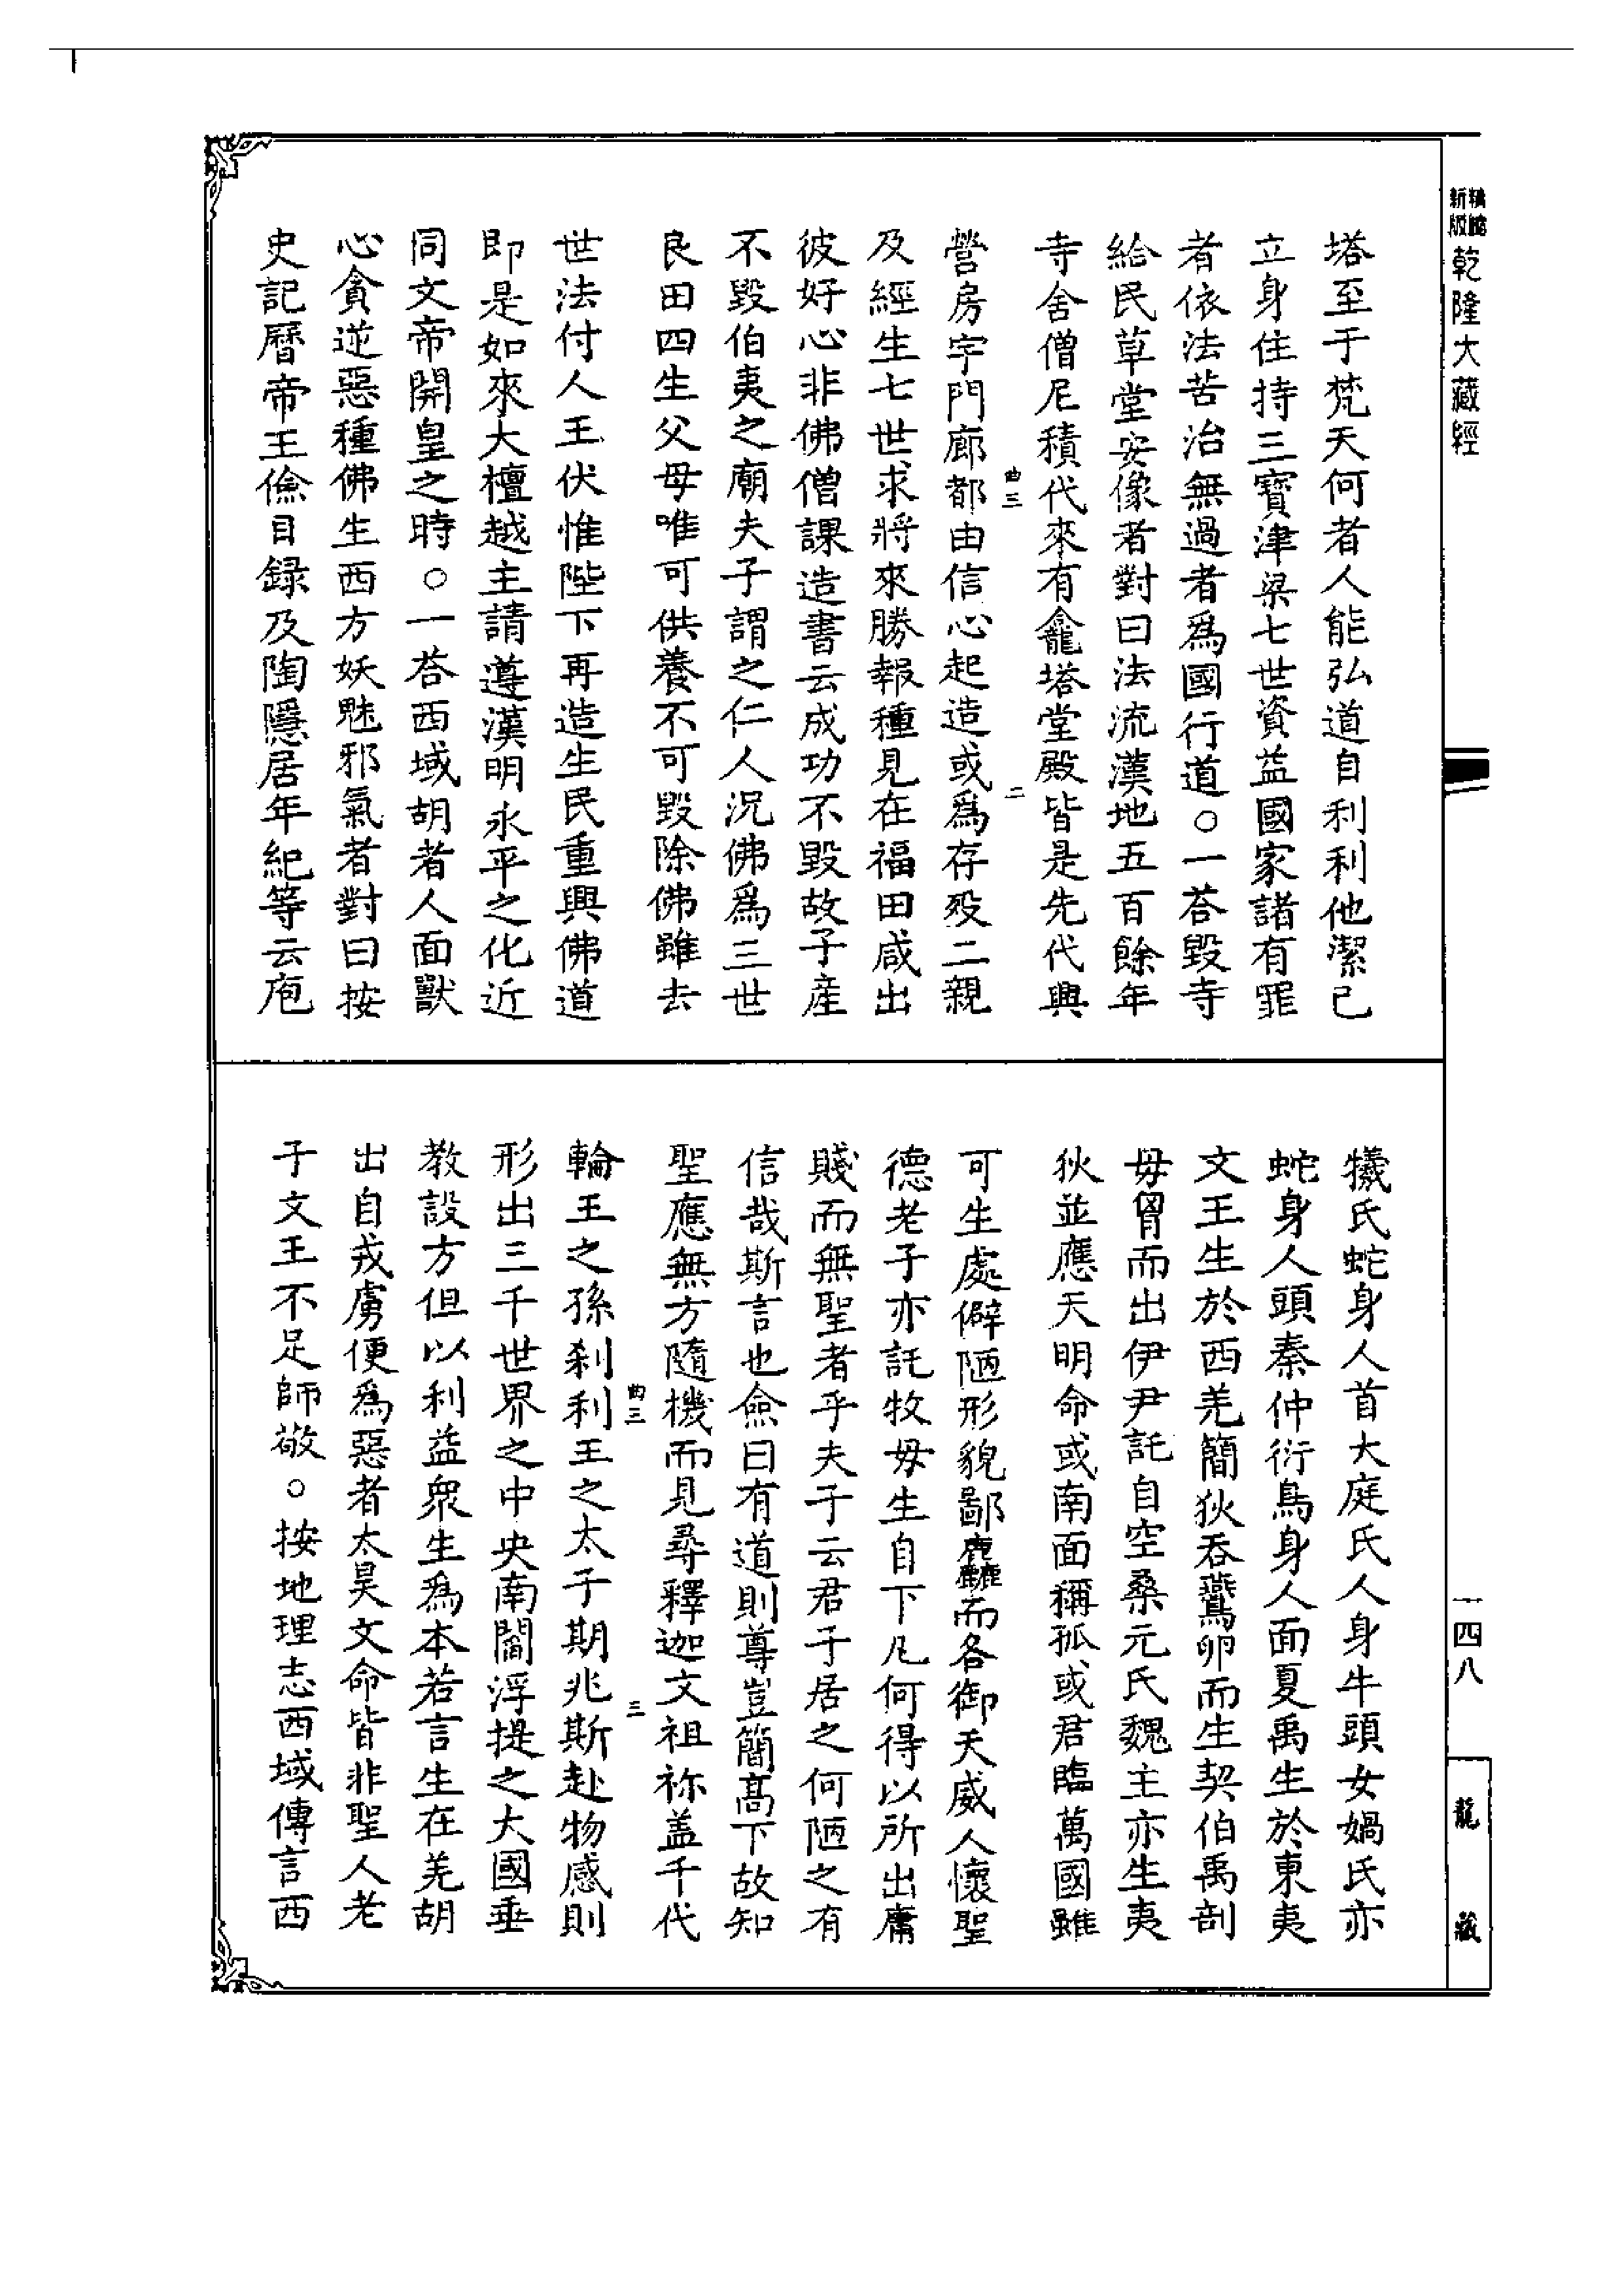 新版精縮
乾隆大藏經
塔至于梵天何者人能弘道自利利他潔己
立身住持三寶津梁七世資益國家諸有罪
者依法苦治無過者爲國行道○一荅毀寺
給民草堂安像者對曰法流漢地五百餘年
寺舍僧尼積代來有龕塔堂殿皆是先代興
曲三
二
營房宇門廊都由信心起造或爲存歿二親
及經生七世求將來勝報種見在福田咸出
彼好心非佛僧課造書云成功不毀故子産
不毀伯夷之廟夫子謂之仁人況佛爲三世
良田四生父母唯可供養不可毀除佛雖去
世法付人王伏惟陛下再造生民重興佛道
即是如來大檀越主請遵漢明永平之化近
同文帝開皇之時○一荅西域胡者人面獸
心貪逆惡種佛生西方妖魅邪氣者對曰按
史記曆帝王儉目録及陶隱居年紀等云庖
犧氏蛇身人首大庭氏人身牛頭女媧氏亦
蛇身人頭秦仲衍鳥身人面夏禹生於東夷
文王生於西羌簡狄吞鷰卵而生契伯禹剖
母胷而出伊尹託自空桑元氏魏主亦生夷
狄並應天明命或南面稱孤或君臨萬國雖
可生處僻陋形貌鄙麤而各御天威人懷聖
德老子亦託牧母生自下凡何得以所出庸
賤而無聖者乎夫子云君子居之何陋之有
信哉斯言也僉曰有道則尊豈簡高下故知
聖應無方隨機而見尋釋迦文祖祢盖千代
曲三
三
輪王之孫刹利王之太子期兆斯赴物感則
形出三千世界之中央南閻浮提之大國垂
教設方但以利益衆生爲本若言生在羌胡
出自戎虜便爲惡者太昊文命皆非聖人老
子文王不足師敬○按地理志西域傳言西
一四八
龍藏